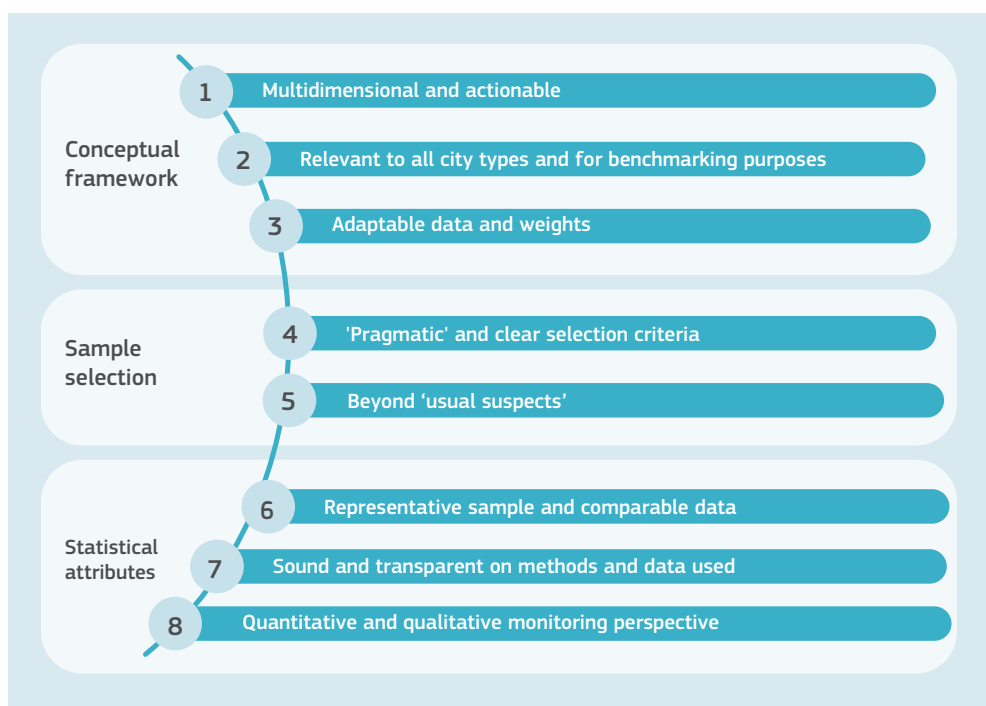 Conceptual
framework
1
Multidimensional and actionable
2
Relevant to all city types and for benchmarking purposes
3
Adaptable data and weights
Sample
selection
4
'Pragmatic' and clear selection criteria
5
Beyond ‘usual suspects’
Statistical
attributes
6
Representative sample and comparable data
7
Sound and transparent on methods and data used
8
Quantitative and qualitative monitoring perspective